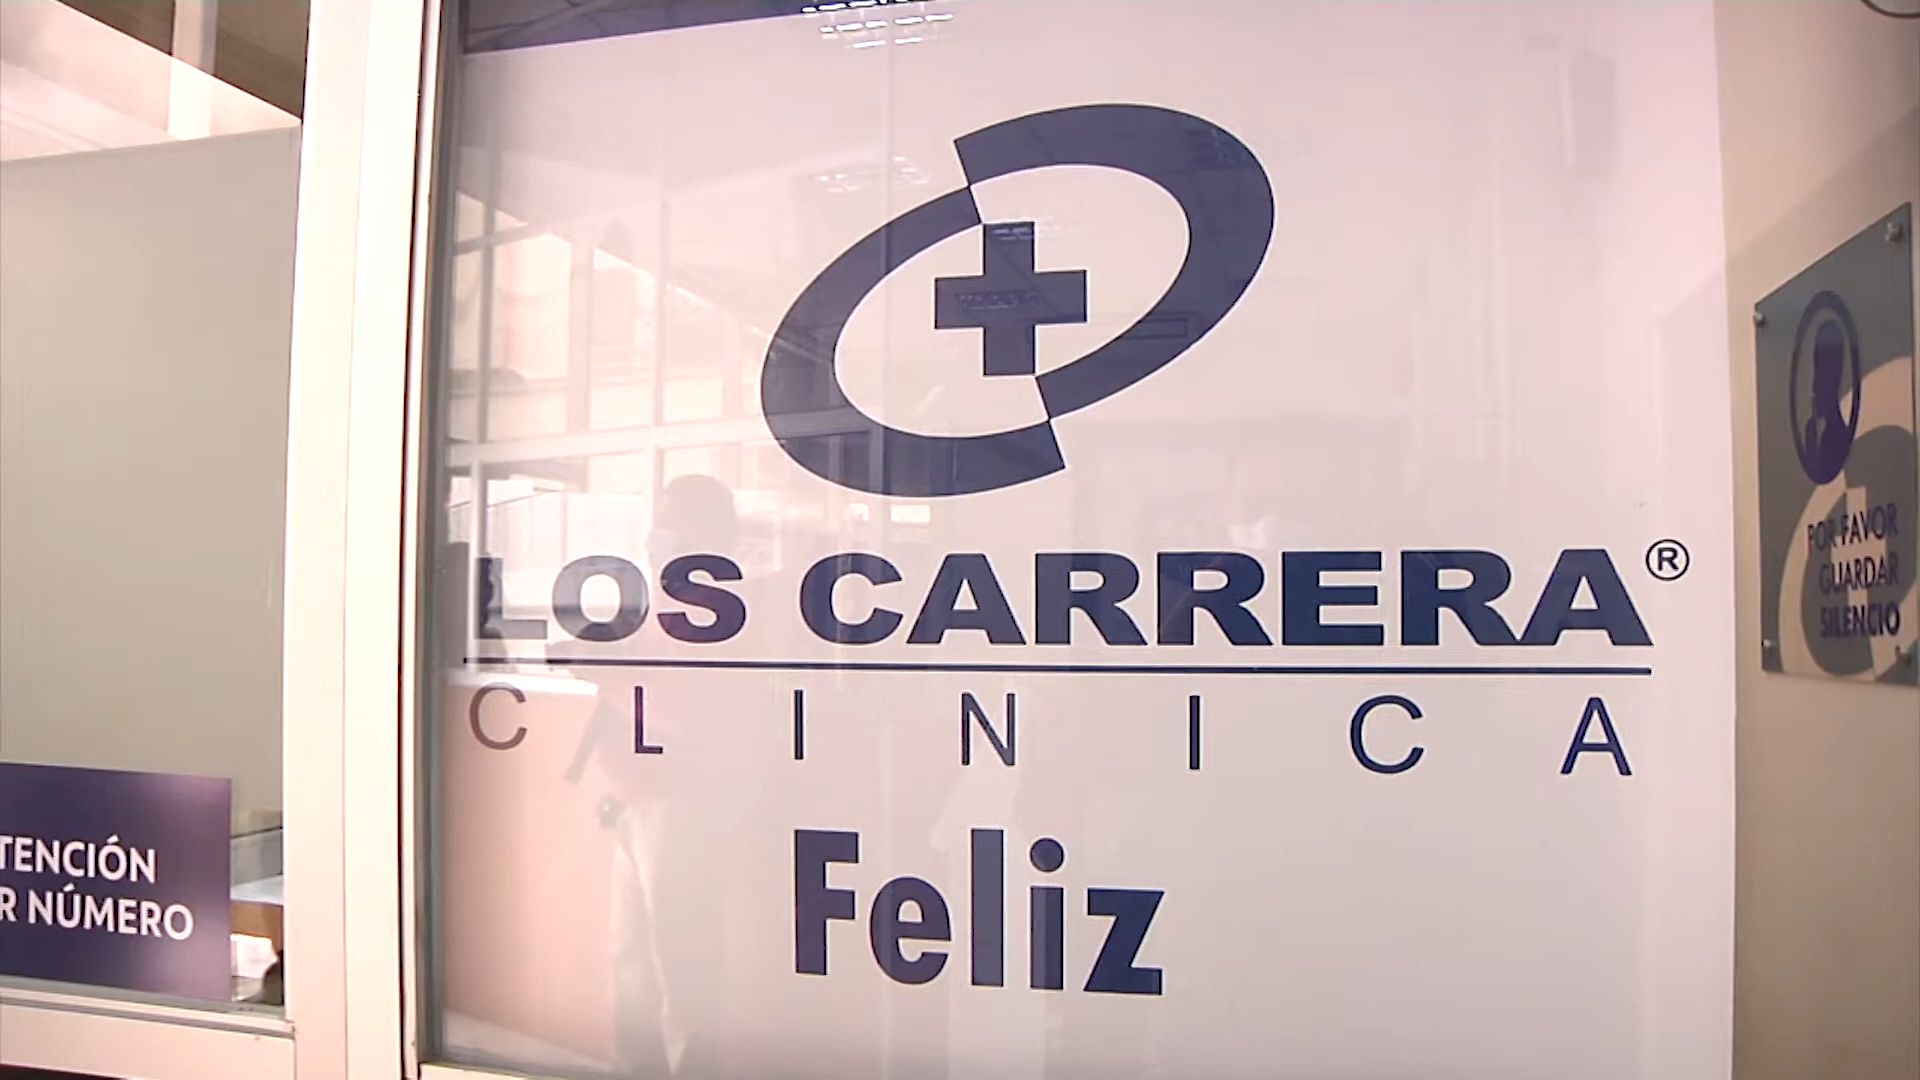 LOS CARRERA®
CLINICA
Feliz
TENCIÓN
R NÚMERO
POR FAVOR
GUARDAR
SILENCIO